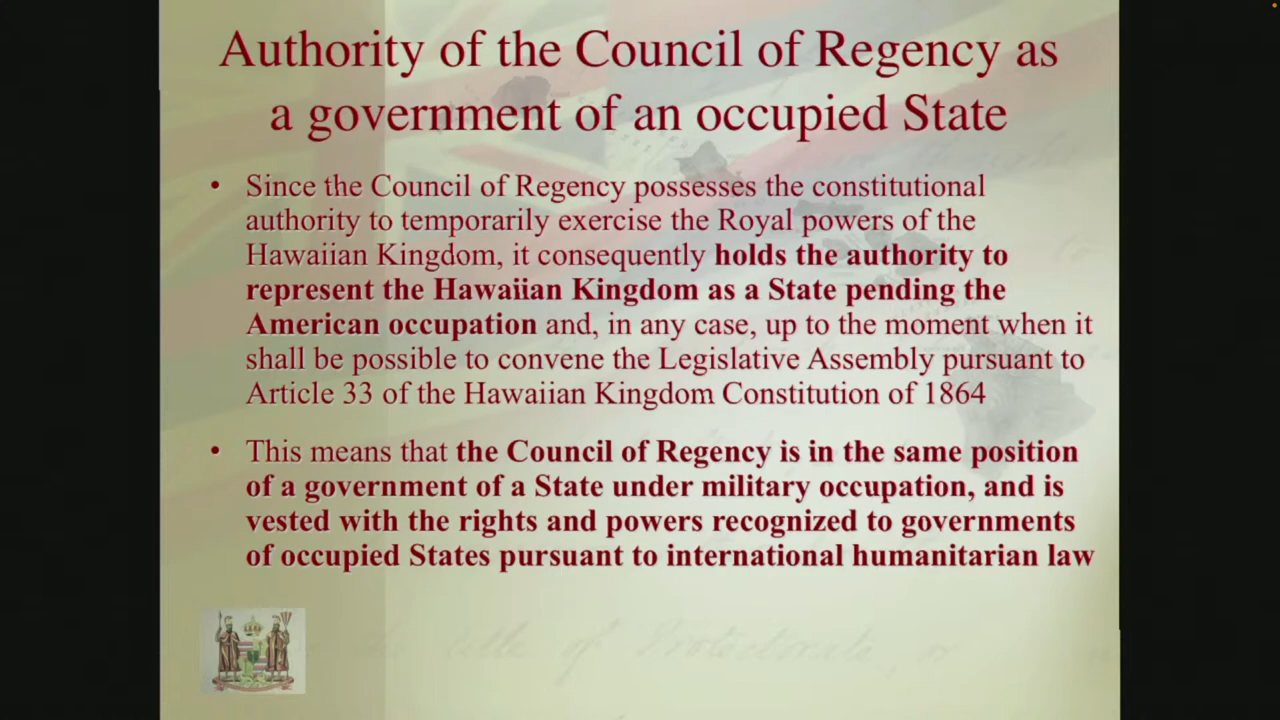 Authority of the Council of Regency as
a government of an occupied State
• Since the Council of Regency possesses the constitutional
authority to temporarily exercise the Royal powers of the
Hawaiian Kingdom, it consequently holds the authority to
represent the Hawaiian Kingdom as a State pending the
American occupation and, in any case, up to the moment when it
shall be possible to convene the Legislative Assembly pursuant to
Article 33 of the Hawaiian Kingdom Constitution of 1864
• This means that the Council of Regency is in the same position
of a government of a State under military occupation, and is
vested with the rights and powers recognized to governments
of occupied States pursuant to international humanitarian law
the title of Protectorate, or